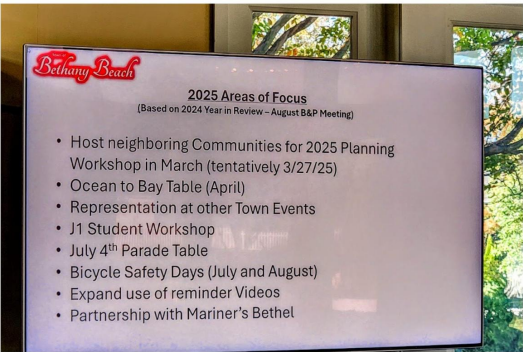 Bethany Beach
2025 Areas of Focus
(Based on 2024 Year in Review – August B&P Meeting)
• Host neighboring Communities for 2025 Planning
Workshop in March (tentatively 3/27/25)
• Ocean to Bay Table (April)
• Representation at other Town Events
• J1 Student Workshop
• July 4th Parade Table
• Bicycle Safety Days (July and August)
• Expand use of reminder Videos
• Partnership with Mariner's Bethel